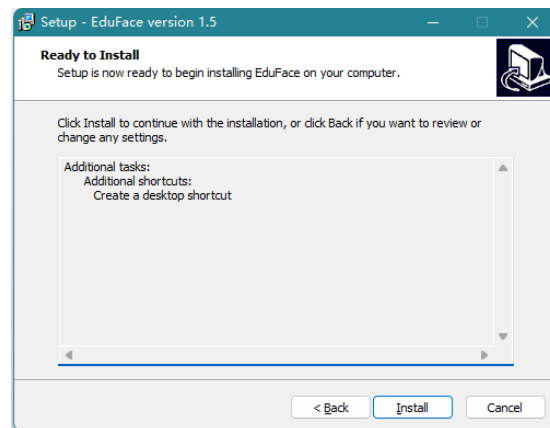 Setup - EduFace version 1.5
Ready to Install
Setup is now ready to begin installing EduFace on your computer.
Click Install to continue with the installation, or click Back if you want to review or
change any settings.
Additional tasks:
Additional shortcuts:
Create a desktop shortcut
< Back
Install
Cancel